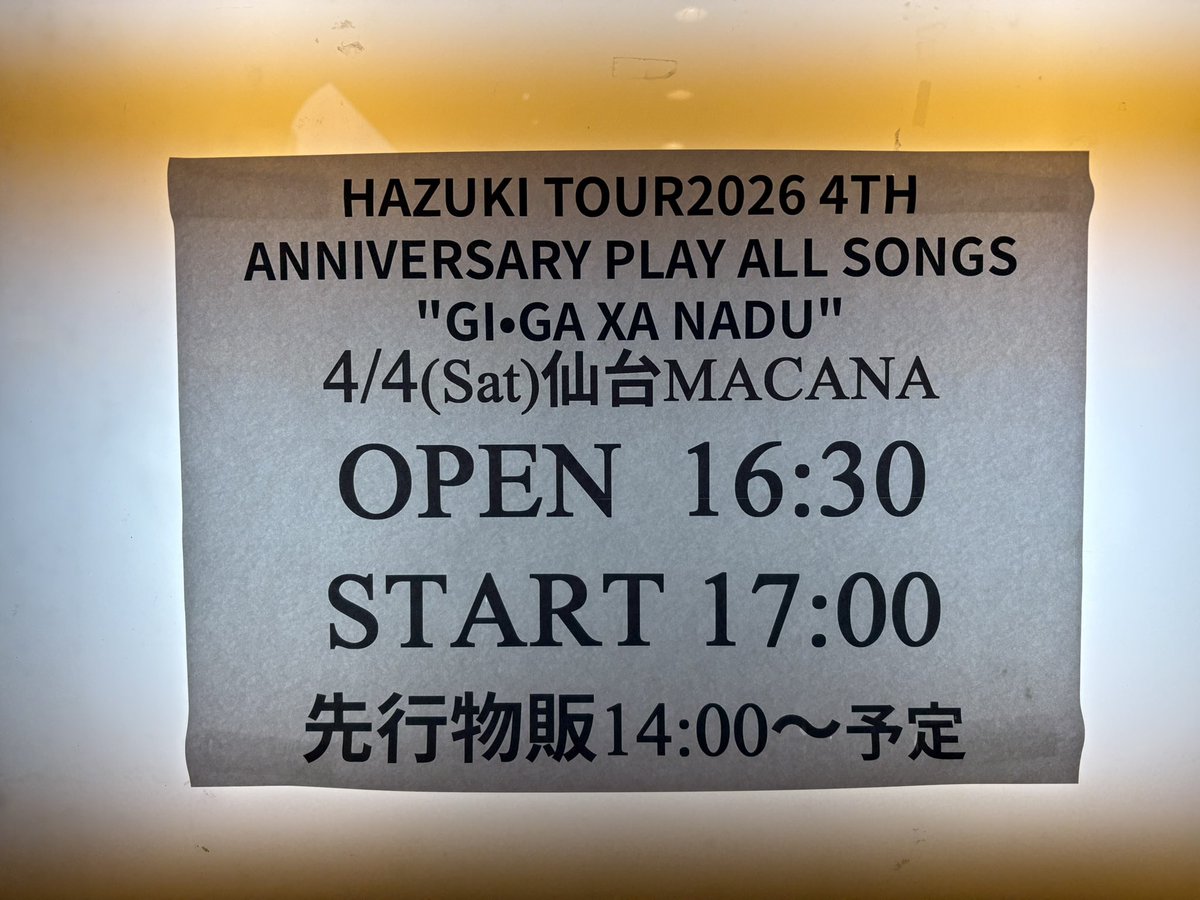 HAZUKI TOUR2026 4TH
ANNIVERSARY PLAY ALL SONGS
"GI•GA XA NADU"
4/4(Sat)仙台MACANA
OPEN 16:30
START 17:00
先行物販14:00〜予定